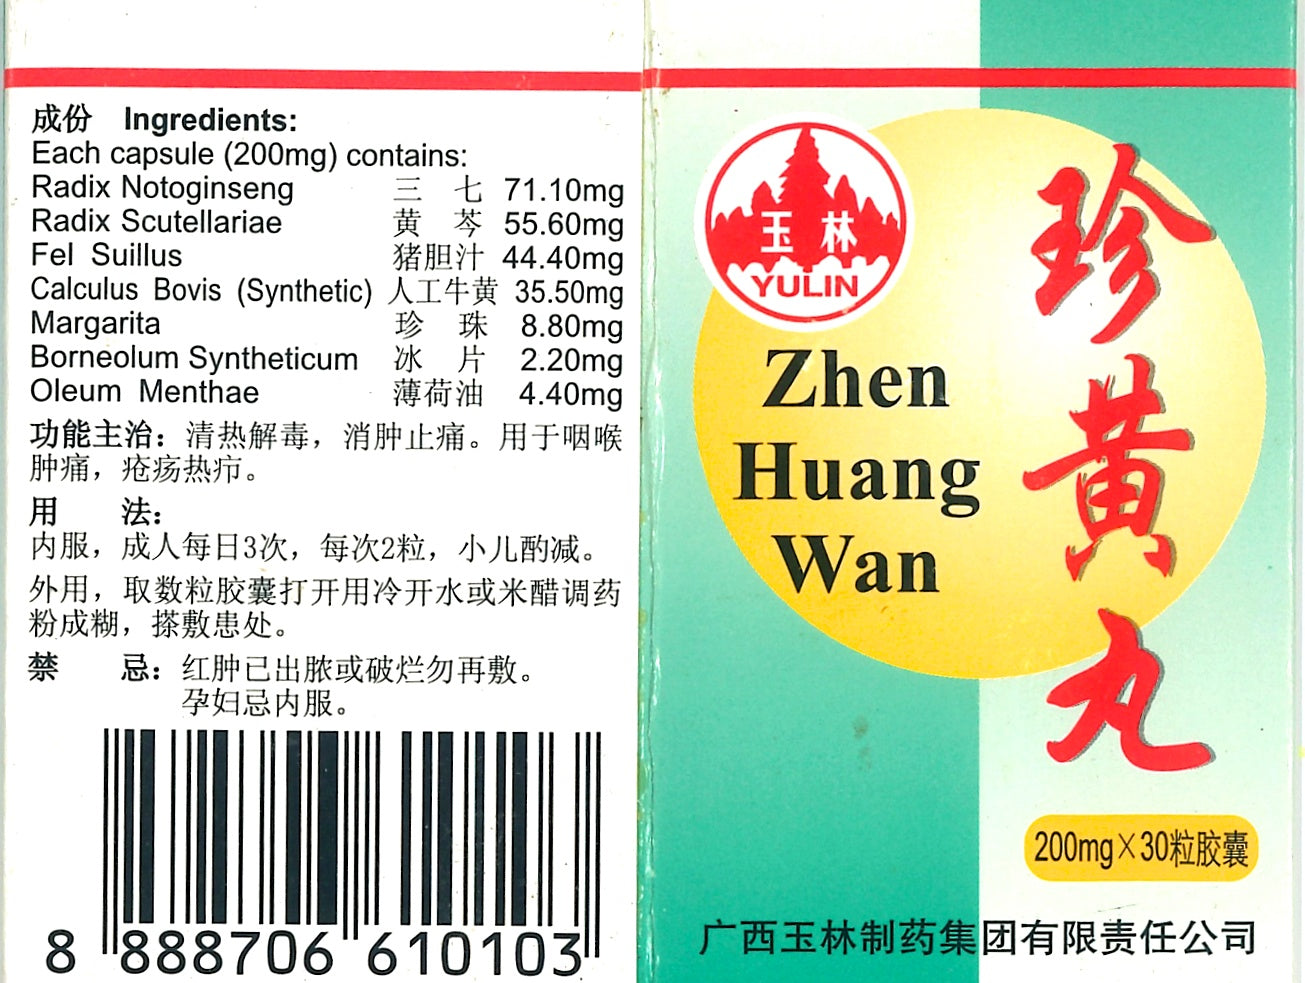 成份 Ingredients:
Each capsule (200mg) contains:
Radix Notoginseng 三 七 71.10mg
Radix Scutellariae 黄 芩 55.60mg
Fel Suillus 猪胆汁 44.40mg
Calculus Bovis (Synthetic) 人工牛黄 35.50mg
Margarita 珍 珠 8.80mg
Borneolum Syntheticum 冰 片 2.20mg
Oleum Menthae 薄荷油 4.40mg
功能主治：清热解毒，消肿止痛。用于咽喉
肿痛，疮疡热疖。
用 法：
内服，成人每日3次，每次2粒，小儿酌减。
外用，取数粒胶囊打开用冷开水或米醋调药
粉成糊，搽敷患处。
禁 忌：红肿已出脓或破烂勿再敷。
孕妇忌内服。
8 888706 610103
玉林
YULIN
Zhen
Huang
Wan
珍黄丸
200mg×30粒胶囊
广西玉林制药集团有限责任公司